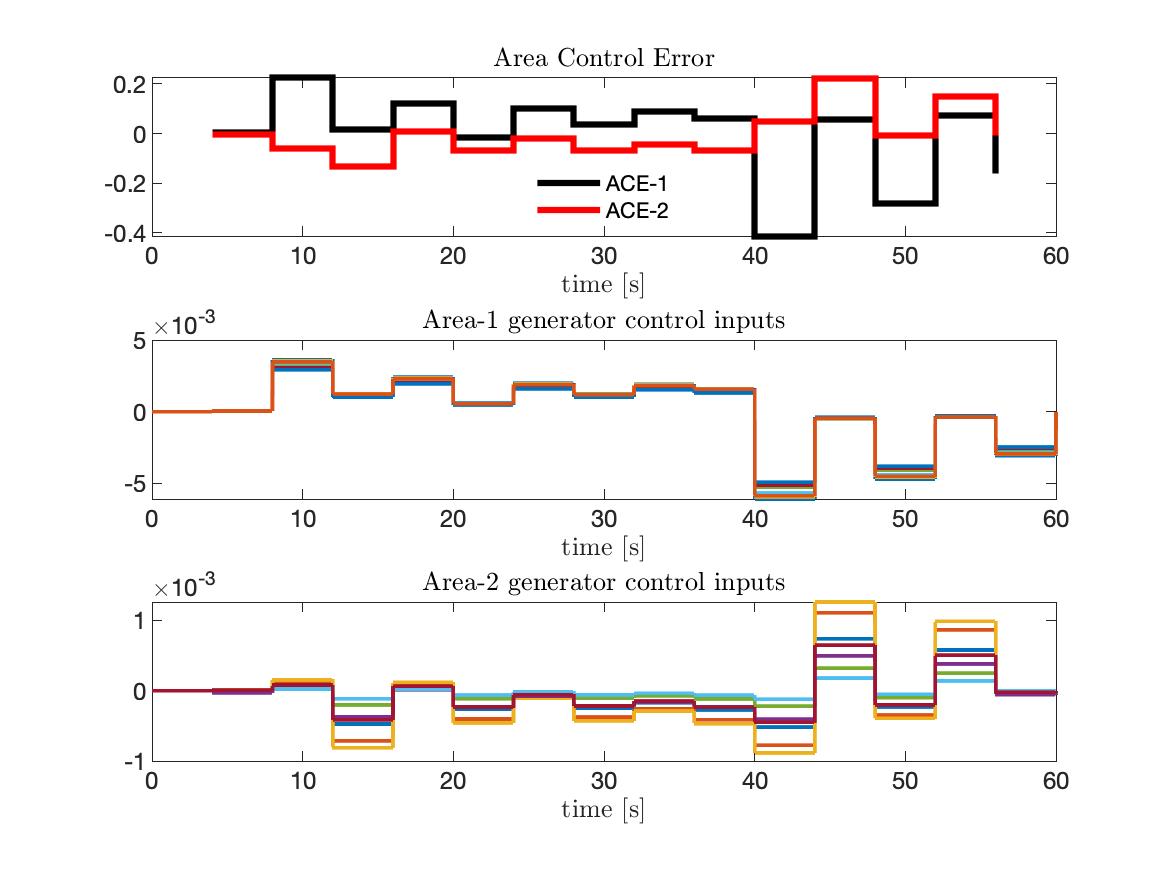 Area Control Error
0.2
0
-0.2
-0.4
ACE-1
ACE-2
0 10 20 30 40 50 60
time [s]
Area-1 generator control inputs
×10-3
5
0
-5
0 10 20 30 40 50 60
time [s]
Area-2 generator control inputs
×10-3
1
0
-1
0 10 20 30 40 50 60
time [s]